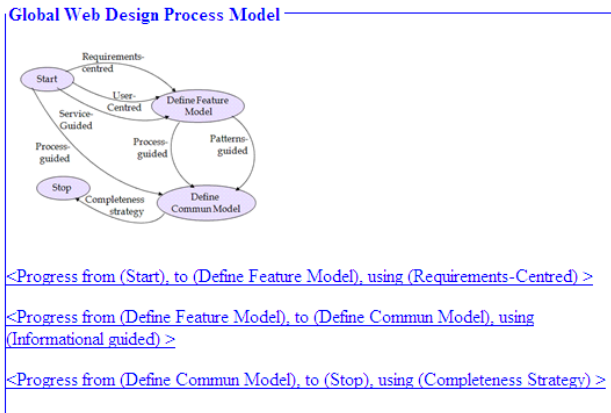 Global Web Design Process Model
Requirements-
centred
Start
User-
Centred
Define Feature
Model
Service-
Guided
Process-
guided
Process-
guided
Patterns-
guided
Stop
Completeness
strategy
Define
Commun Model
<Progress from (Start), to (Define Feature Model), using (Requirements-Centred) >
<Progress from (Define Feature Model), to (Define Commun Model), using
(Informational guided) >
<Progress from (Define Commun Model), to (Stop), using (Completeness Strategy) >